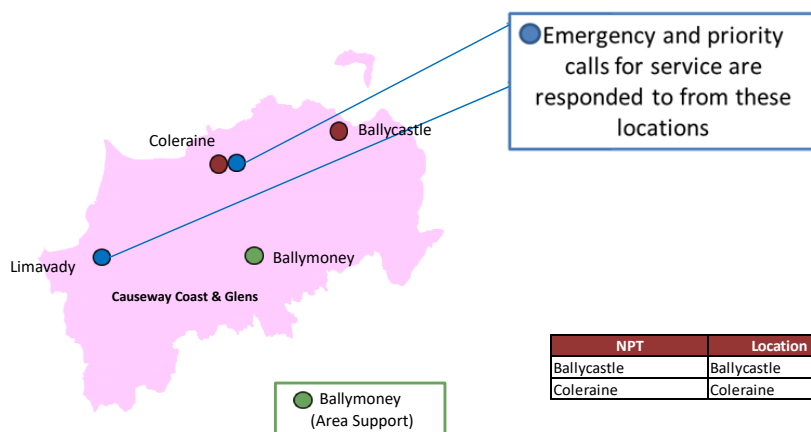 Emergency and priority
calls for service are
responded to from these
locations
Coleraine
Ballycastle
Limavady
Ballymoney
Causeway Coast & Glens
NPT Location
Ballycastle Ballycastle
Coleraine Coleraine
Ballymoney
(Area Support)